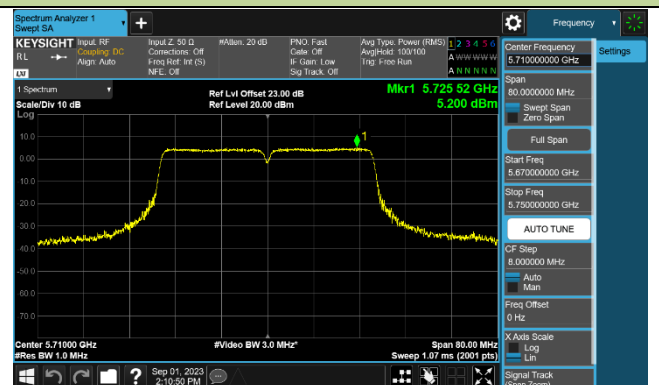 Spectrum Analyzer 1
Swept SA
+
Frequency
KEYSIGHT
RL
LXI
Input: RF
Coupling: DC
Align: Auto
Input Z: 50 Ω
Corrections: Off
Freq Ref: Int (S)
NFE: Off
#Atten: 20 dB
PNO: Fast
Gate: Off
IF Gain: Low
Sig Track: Off
Avg Type: Power (RMS)
Avg|Hold: 100/100
Trig: Free Run
1 2 3 4 5 6
A W W W W W
A N N N N N
1 Spectrum
Scale/Div 10 dB
Log
Ref Lvl Offset 23.00 dB
Ref Level 20.00 dBm
Mkr1 5.725 52 GHz
5.200 dBm
10.0
0.00
-10.0
-20.0
-30.0
-40.0
-50.0
-60.0
-70.0
1
Center 5.71000 GHz
#Res BW 1.0 MHz
#Video BW 3.0 MHz*
Span 80.00 MHz
Sweep 1.07 ms (2001 pts)
Sep 01, 2023
2:10:50 PM
Center Frequency
5.710000000 GHz
Span
80.0000000 MHz
Swept Span
Zero Span
Full Span
Start Freq
5.670000000 GHz
Stop Freq
5.750000000 GHz
AUTO TUNE
CF Step
8.000000 MHz
Auto
Man
Freq Offset
0 Hz
X Axis Scale
Log
Lin
Signal Track
(Span Zoom)
Settings